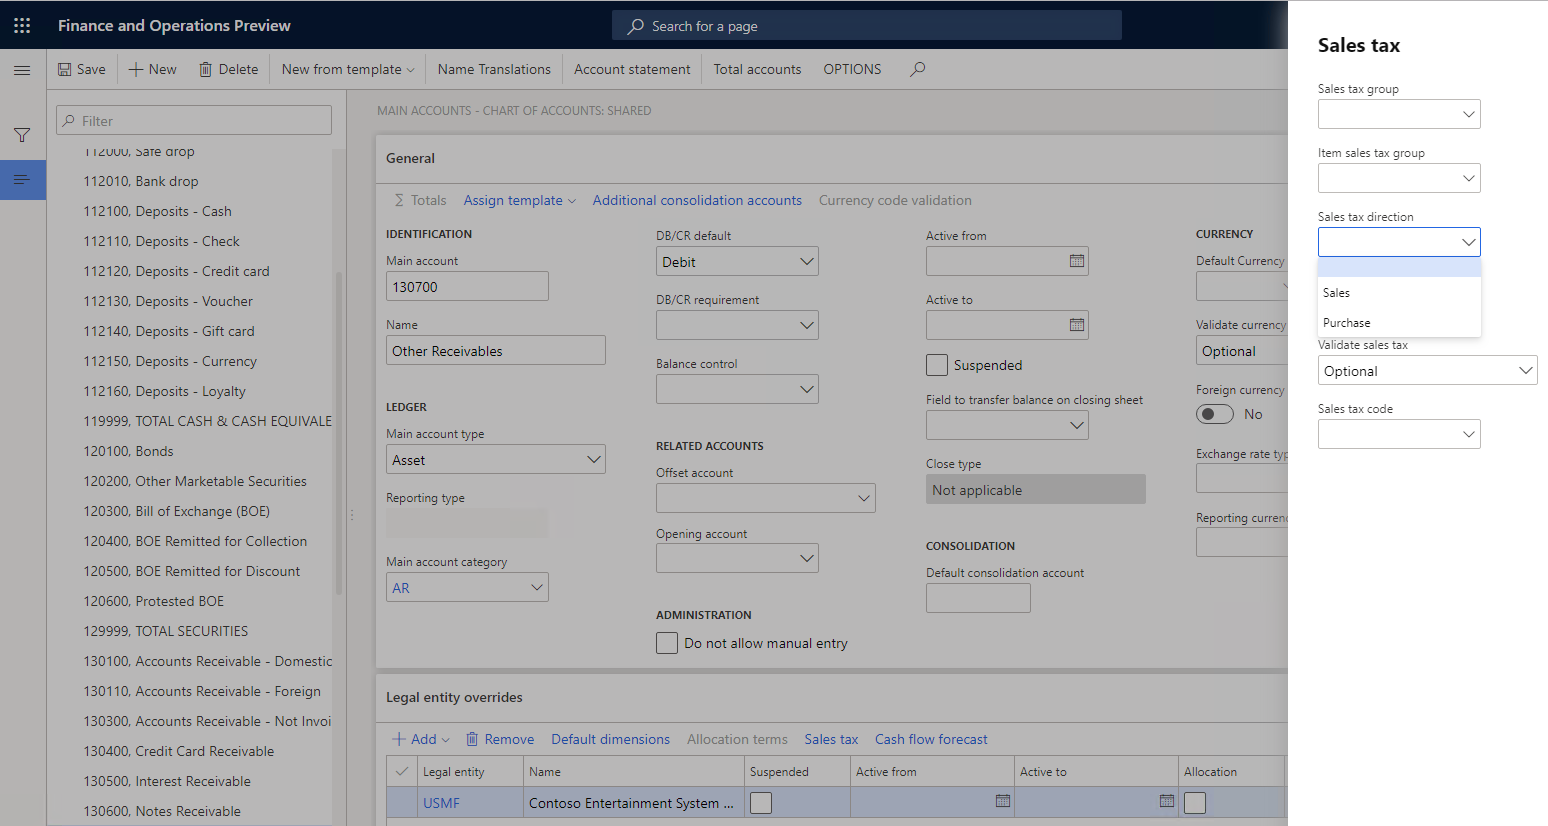 Finance and Operations Preview
Search for a page
Save
New
Delete
New from template
Name Translations
Account statement
Total accounts
OPTIONS
Filter
112000, Safe drop
112010, Bank drop
112100, Deposits - Cash
112110, Deposits - Check
112120, Deposits - Credit card
112130, Deposits - Voucher
112140, Deposits - Gift card
112150, Deposits - Currency
112160, Deposits - Loyalty
119999, TOTAL CASH & CASH EQUIVALE
120100, Bonds
120200, Other Marketable Securities
120300, Bill of Exchange (BOE)
120400, BOE Remitted for Collection
120500, BOE Remitted for Discount
120600, Protested BOE
129999, TOTAL SECURITIES
130100, Accounts Receivable - Domestic
130110, Accounts Receivable - Foreign
130300, Accounts Receivable - Not Invoi
130400, Credit Card Receivable
130500, Interest Receivable
130600, Notes Receivable
MAIN ACCOUNTS - CHART OF ACCOUNTS: SHARED
General
Σ Totals
Assign template
Additional consolidation accounts
Currency code validation
IDENTIFICATION
Main account
130700
Name
Other Receivables
LEDGER
Main account type
Asset
Reporting type
Main account category
AR
DB/CR default
Debit
DB/CR requirement
Balance control
RELATED ACCOUNTS
Offset account
Opening account
ADMINISTRATION
Do not allow manual entry
Active from
Active to
Suspended
Field to transfer balance on closing sheet
Close type
Not applicable
CONSOLIDATION
Default consolidation account
CURRENCY
Default Currency
Validate currency
Optional
Foreign currency
No
Exchange rate typ
Reporting currenc
Legal entity overrides
Add
Remove
Default dimensions
Allocation terms
Sales tax
Cash flow forecast
Legal entity
Name
Suspended
Active from
Active to
Allocation
USMF
Contoso Entertainment System ...
Sales tax
Sales tax group
Item sales tax group
Sales tax direction
Sales
Purchase
Validate sales tax
Optional
Sales tax code